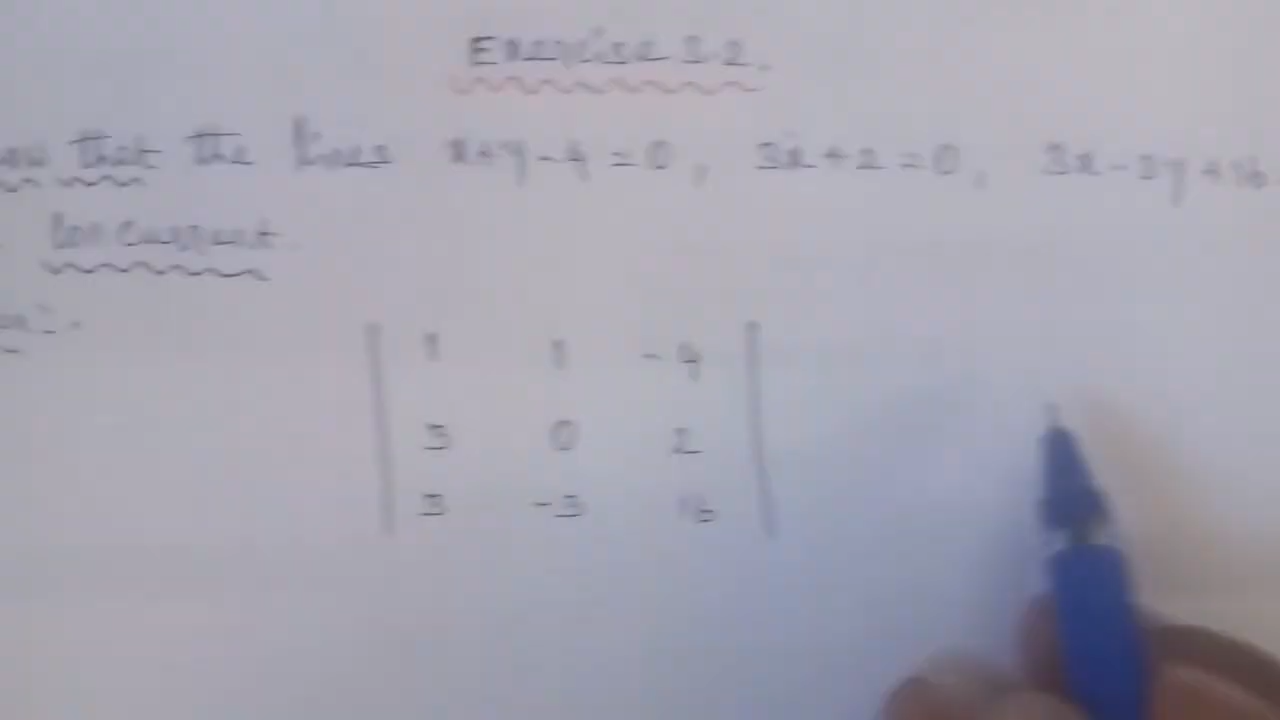 Exercise 3.2.
that the lines x+y-4=0, 3x+2=0, 3x-3y+16
Concurrent.
1 1 -4
3 0 2
3 -3 16